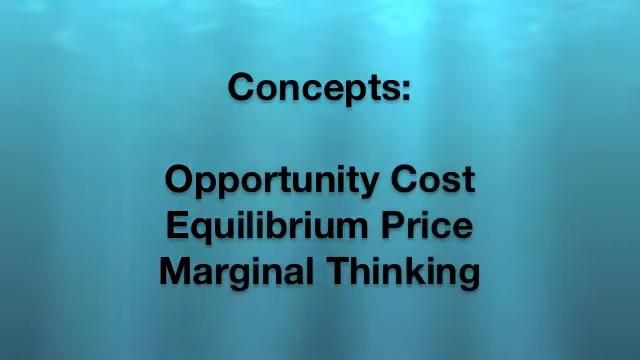 Concepts:
Opportunity Cost
Equilibrium Price
Marginal Thinking